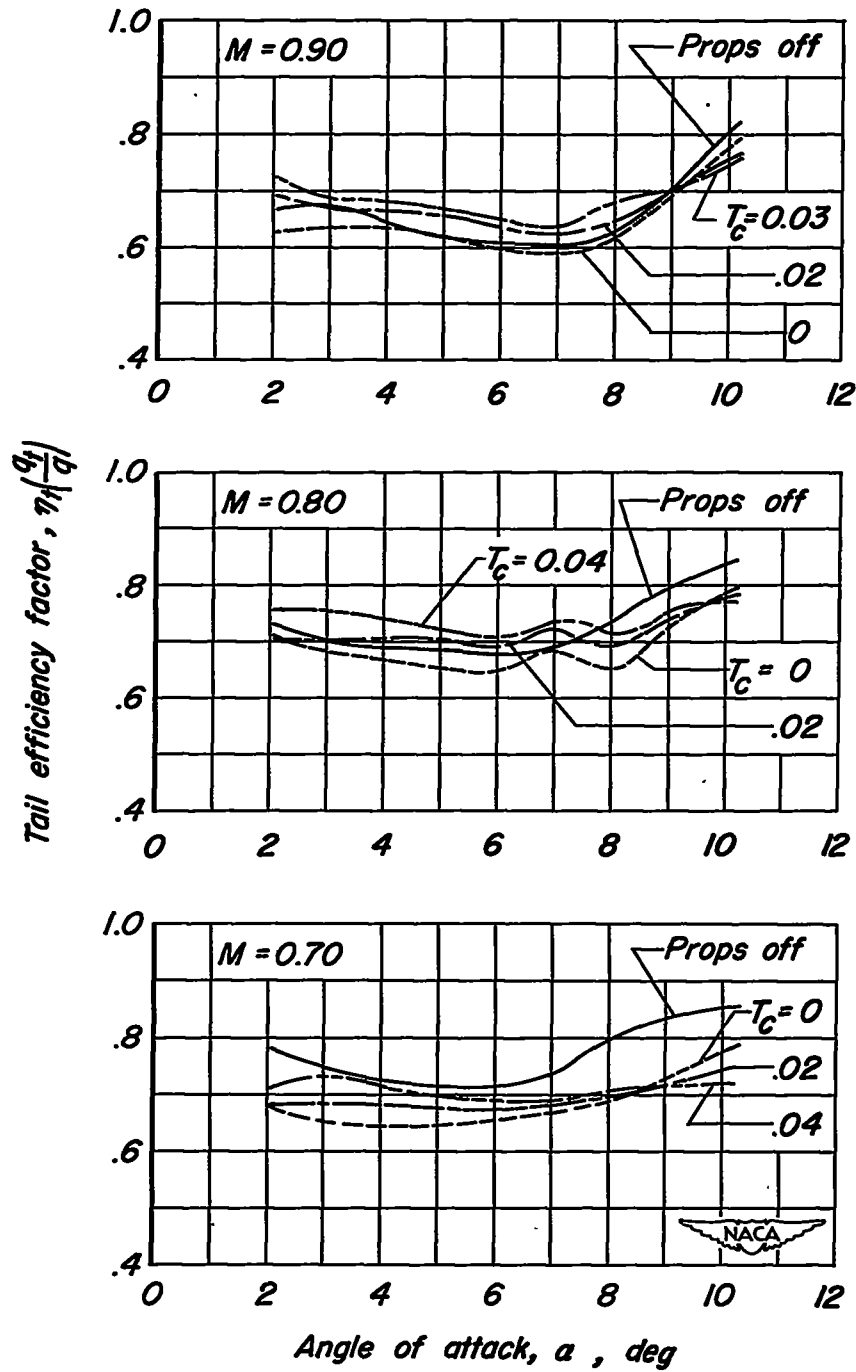 1.0
M = 0.90
Props off
.8
T_c = 0.03
.6
.02
0
.4
0 2 4 6 8 10 12
Tail efficiency factor, η_t(q_t/q)
1.0
M = 0.80
Props off
T_c = 0.04
.8
T_c = 0
.6
.02
.4
0 2 4 6 8 10 12
1.0
M = 0.70
Props off
T_c = 0
.8
.02
.04
.6
NACA
.4
0 2 4 6 8 10 12
Angle of attack, α , deg